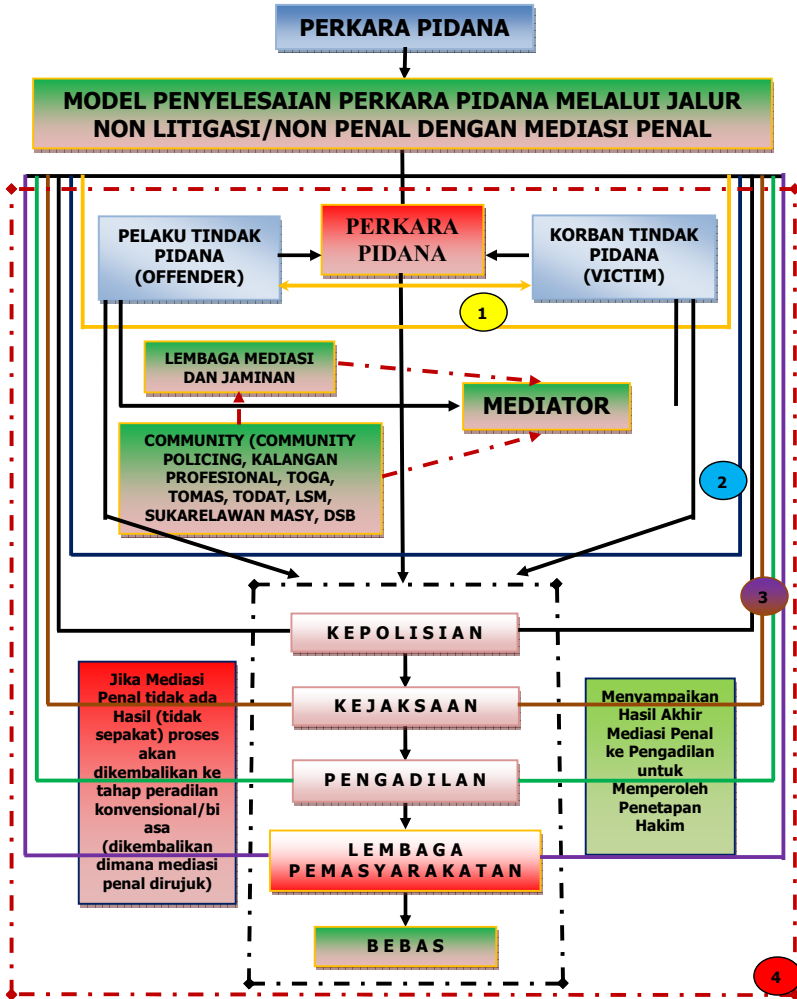 PERKARA PIDANA
MODEL PENYELESAIAN PERKARA PIDANA MELALUI JALUR
NON LITIGASI/NON PENAL DENGAN MEDIASI PENAL
PELAKU TINDAK
PIDANA
(OFFENDER)
PERKARA
PIDANA
KORBAN TINDAK
PIDANA
(VICTIM)
1
LEMBAGA MEDIASI
DAN JAMINAN
MEDIATOR
COMMUNITY (COMMUNITY
POLICING, KALANGAN
PROFESIONAL, TOGA,
TOMAS, TODAT, LSM,
SUKARELAWAN MASY, DSB
2
3
KEPOLISIAN
Jika Mediasi
Penal tidak ada
Hasil (tidak
sepakat) proses
akan
dikembalikan ke
tahap peradilan
konvensional/bi
asa
(dikembalikan
dimana mediasi
penal dirujuk)
KEJAKSAAN
Menyampaikan
Hasil Akhir
Mediasi Penal
ke Pengadilan
untuk
Memperoleh
Penetapan
Hakim
PENGADILAN
LEMBAGA
PEMASYARAKATAN
BEBAS
4